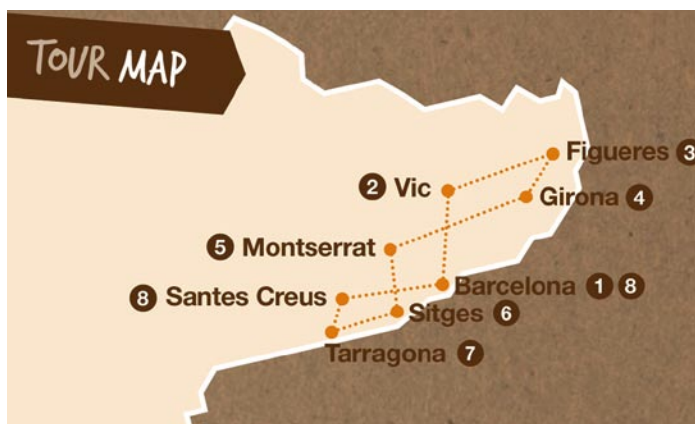 TOUR MAP
Figueres 3
2 Vic
Girona 4
5 Montserrat
Barcelona 1 8
8 Santes Creus
Sitges 6
Tarragona 7